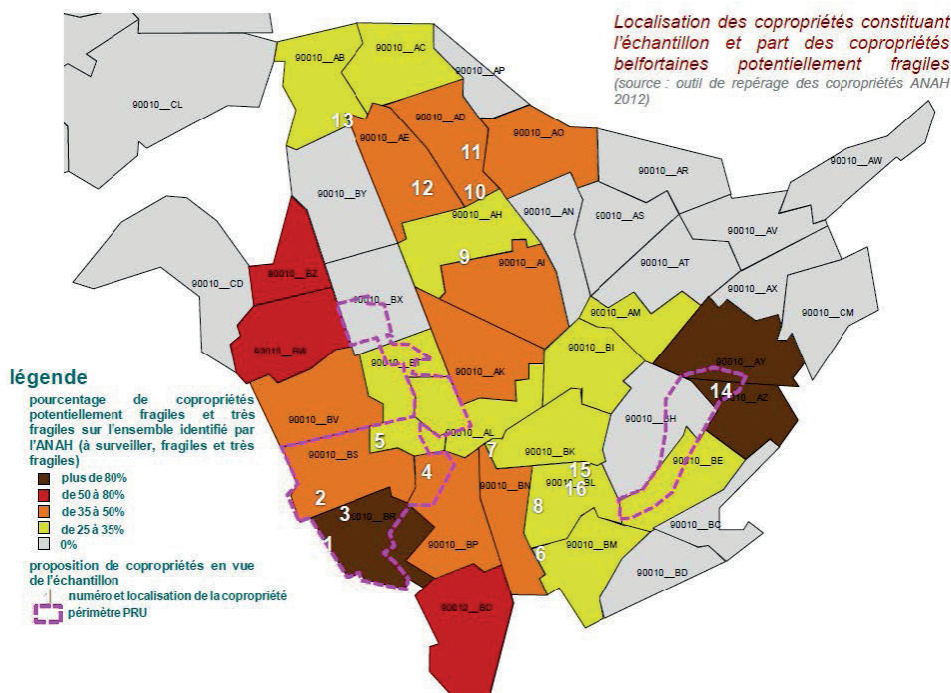 Localisation des copropriétés constituant
l'échantillon et part des copropriétés
belfortaines potentiellement fragiles
(source : outil de repérage des copropriétés ANAH
2012)
90010__AC
90010__AB
90010__AP
90010__CL
13
90010__AD
90010__AE
90010__AO
11
90010__AW
90010__AR
12
10
90010__BY
90010__AH
90010__AN
90010__AS
90010__AV
9
90010__AI
90010__AT
90010__BZ
90010__CD
90010__AX
90010__BX
90010__AM
90010__CM
90010__BI
90010__BW
90010__AY
90010__AK
14
90010__AZ
90010__BV
90010__BH
90010__AL
5
7
90010__BK
90010__BS
90010__BE
4
15
90010__BN
16
90010__BL
2
8
3
90010__BR
90010__BC
1
90010__BP
6
90010__BM
90010__BD
légende
pourcentage de copropriétés
potentiellement fragiles et très
fragiles sur l'ensemble identifié par
l'ANAH (à surveiller, fragiles et très
fragiles)
plus de 80%
de 50 à 80%
de 35 à 50%
de 25 à 35%
0%
proposition de copropriétés en vue
de l'échantillon
numéro et localisation de la copropriété
périmètre PRU